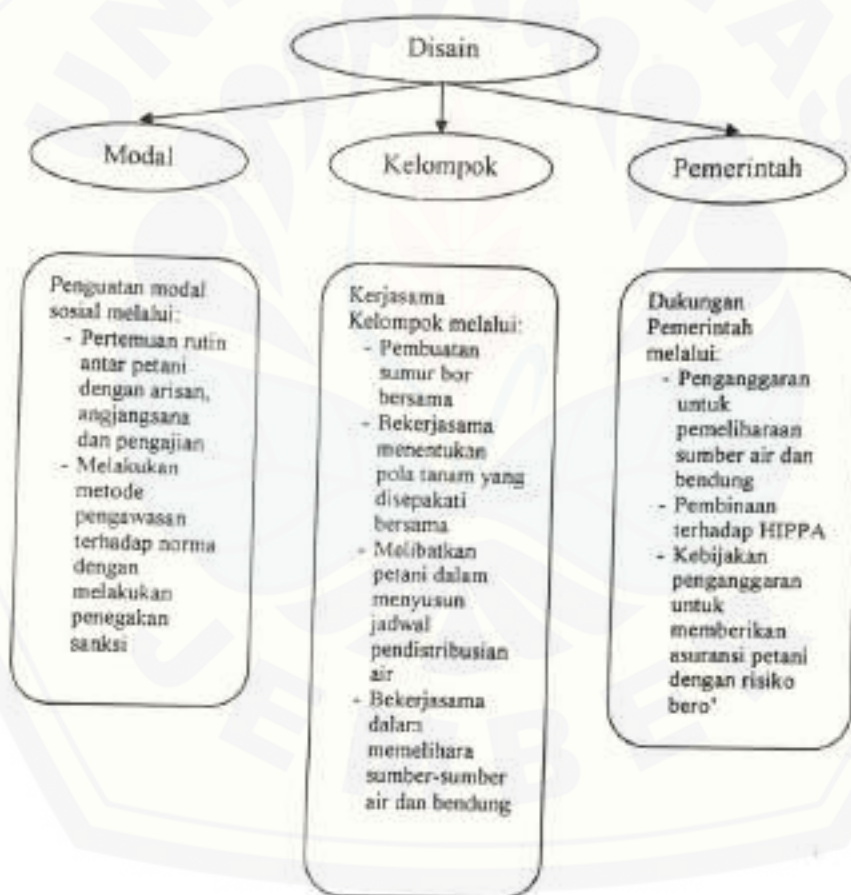 Disain
Modal
Kelompok
Pemerintah
Penguatan modal
sosial melalui:
- Pertemuan rutin
antar petani
dengan arisan,
angjangsana
dan pengajian
- Melakukan
metode
pengawasan
terhadap norma
dengan
melakukan
penegakan
sanksi
Kerjasama
Kelompok melalui:
- Pembuatan
sumur bor
bersama
- Bekerjasama
menentukan
pola tanam yang
disepakati
bersama
- Melibatkan
petani dalam
menyusun
jadwal
pendistribusian
air
- Bekerjasama
dalam
memelihara
sumber-sumber
air dan bendung
Dukungan
Pemerintah
melalui:
- Penganggaran
untuk
pemeliharaan
sumber air dan
bendung
- Pembinaan
terhadap HIPPA
- Kebijakan
penganggaran
untuk
memberikan
asuransi petani
dengan risiko
bero'